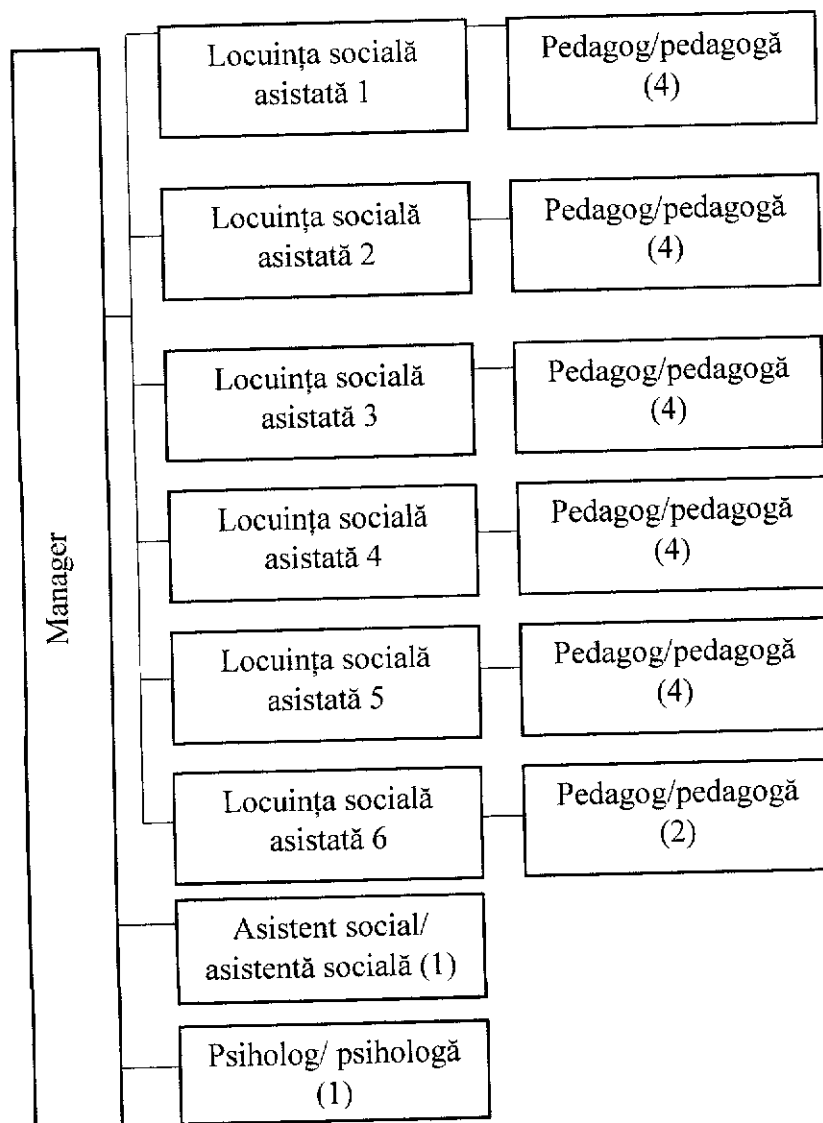 Manager
Locuința socială
asistată 1
Pedagog/pedagogă
(4)
Locuința socială
asistată 2
Pedagog/pedagogă
(4)
Locuința socială
asistată 3
Pedagog/pedagogă
(4)
Locuința socială
asistată 4
Pedagog/pedagogă
(4)
Locuința socială
asistată 5
Pedagog/pedagogă
(4)
Locuința socială
asistată 6
Pedagog/pedagogă
(2)
Asistent social/
asistentă socială (1)
Psiholog/ psihologă
(1)